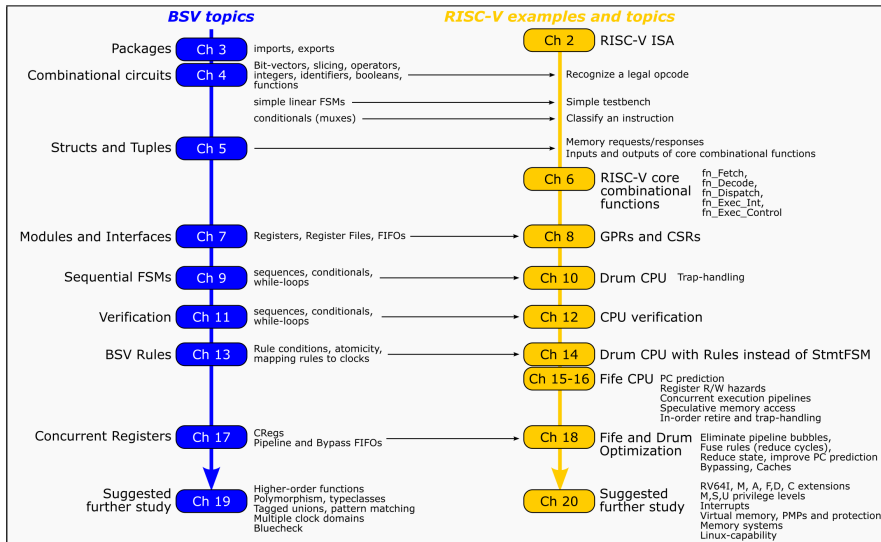 BSV topics
RISC-V examples and topics
Packages
Ch 3
imports, exports
Ch 2
RISC-V ISA
Combinational circuits
Ch 4
Bit-vectors, slicing, operators,
integers, identifiers, booleans,
functions
Recognize a legal opcode
simple linear FSMs
Simple testbench
conditionals (muxes)
Classify an instruction
Structs and Tuples
Ch 5
Memory requests/responses
Inputs and outputs of core combinational functions
Ch 6
RISC-V core
combinational
functions
fn_Fetch,
fn_Decode,
fn_Dispatch,
fn_Exec_Int,
fn_Exec_Control
Modules and Interfaces
Ch 7
Registers, Register Files, FIFOs
Ch 8
GPRs and CSRs
Sequential FSMs
Ch 9
sequences, conditionals,
while-loops
Ch 10
Drum CPU
Trap-handling
Verification
Ch 11
sequences, conditionals,
while-loops
Ch 12
CPU verification
BSV Rules
Ch 13
Rule conditions, atomicity,
mapping rules to clocks
Ch 14
Drum CPU with Rules instead of StmtFSM
Ch 15-16
Fife CPU
PC prediction
Register R/W hazards
Concurrent execution pipelines
Speculative memory access
In-order retire and trap-handling
Concurrent Registers
Ch 17
CRegs
Pipeline and Bypass FIFOs
Ch 18
Fife and Drum
Optimization
Eliminate pipeline bubbles,
Fuse rules (reduce cycles),
Reduce state, improve PC prediction
Bypassing, Caches
Suggested
further study
Ch 19
Higher-order functions
Polymorphism, typeclasses
Tagged unions, pattern matching
Multiple clock domains
Bluecheck
Ch 20
Suggested
further study
RV64I, M, A, F,D, C extensions
M,S,U privilege levels
Interrupts
Virtual memory, PMPs and protection
Memory systems
Linux-capability